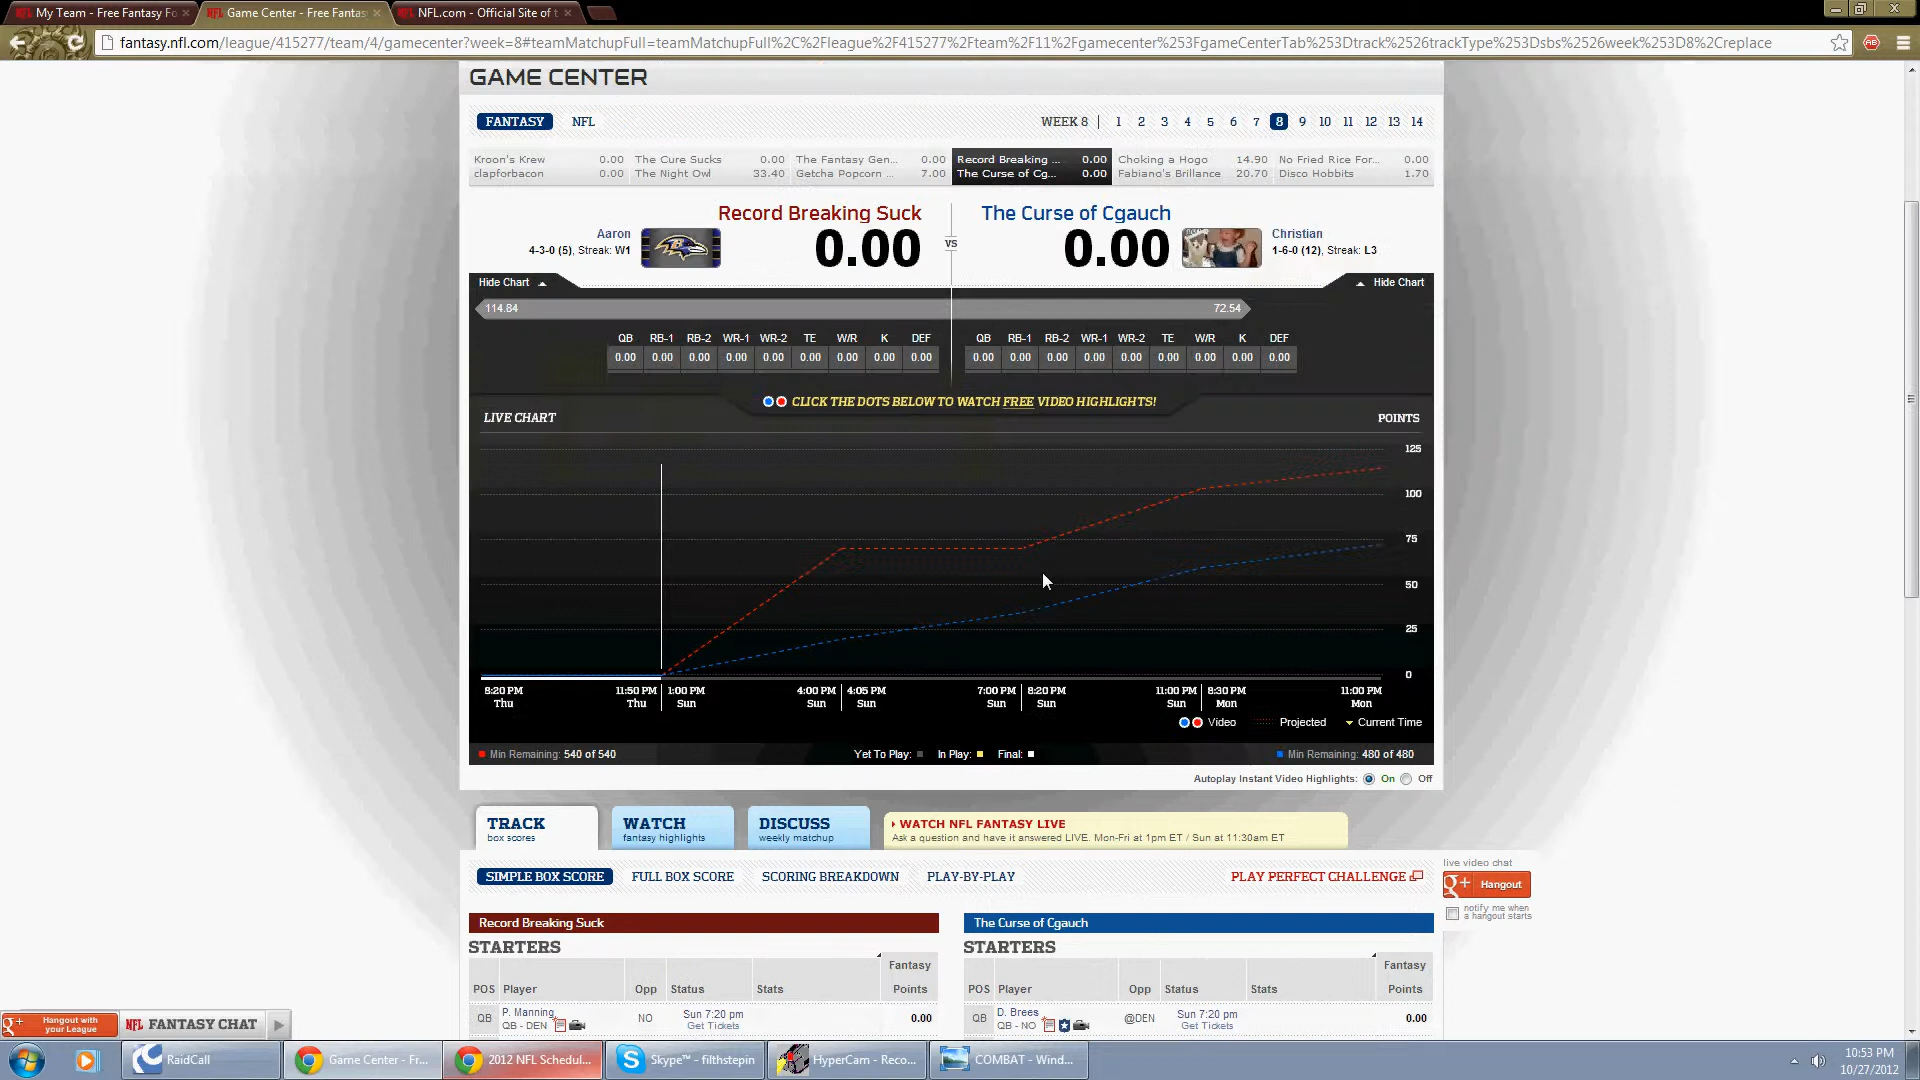 My Team - Free Fantasy Fo
Game Center - Free Fantas
NFL.com - Official Site of t
fantasy.nfl.com/league/415277/team/4/gamecenter?week=8#teamMatchupFull=teamMatchupFull%2C%2Fleague%2F415277%2Fteam%2F11%2Fgamecenter%253FgameCenterTab%253Dtrack%2526trackType%253Dsbs%2526week%253D8%2Creplace
GAME CENTER
FANTASY NFL
WEEK 8 | 1 2 3 4 5 6 7 8 9 10 11 12 13 14
Kroon's Krew 0.00 The Cure Sucks 0.00 The Fantasy Gen... 0.00 Record Breaking ... 0.00 Choking a Hogo 14.90 No Fried Rice For... 0.00
clapforbacon 0.00 The Night Owl 33.40 Getcha Popcorn ... 7.00 The Curse of Cg... 0.00 Fabiano's Brillance 20.70 Disco Hobbits 1.70
Record Breaking Suck
The Curse of Cgauch
Aaron
4-3-0 (5), Streak: W1
0.00
VS
0.00
Christian
1-6-0 (12), Streak: L3
Hide Chart
Hide Chart
114.84
72.54
QB RB-1 RB-2 WR-1 WR-2 TE W/R K DEF
0.00 0.00 0.00 0.00 0.00 0.00 0.00 0.00 0.00
QB RB-1 RB-2 WR-1 WR-2 TE W/R K DEF
0.00 0.00 0.00 0.00 0.00 0.00 0.00 0.00 0.00
CLICK THE DOTS BELOW TO WATCH FREE VIDEO HIGHLIGHTS!
LIVE CHART
POINTS
125
100
75
50
25
0
8:20 PM 11:50 PM 1:00 PM 4:00 PM 4:05 PM 7:00 PM 8:20 PM 11:00 PM 8:30 PM 11:00 PM
Thu Thu Sun Sun Sun Sun Sun Sun Mon Mon
Video Projected Current Time
Min Remaining: 540 of 540
Yet To Play: In Play: Final:
Min Remaining: 480 of 480
Autoplay Instant Video Highlights: On Off
TRACK
box scores
WATCH
fantasy highlights
DISCUSS
weekly matchup
WATCH NFL FANTASY LIVE
Ask a question and have it answered LIVE. Mon-Fri at 1pm ET / Sun at 11:30am ET
SIMPLE BOX SCORE FULL BOX SCORE SCORING BREAKDOWN PLAY-BY-PLAY
PLAY PERFECT CHALLENGE
live video chat
g+ Hangout
notify me when
a hangout starts
Record Breaking Suck
STARTERS
POS Player Opp Status Stats Fantasy Points
QB P. Manning NO Sun 7:20 pm 0.00
QB - DEN Get Tickets
The Curse of Cgauch
STARTERS
POS Player Opp Status Stats Fantasy Points
QB D. Brees @DEN Sun 7:20 pm 0.00
QB - NO Get Tickets
g+ Hangout with
your League
NFL FANTASY CHAT
RaidCall
Game Center - Fr...
2012 NFL Schedul...
Skype™ - filthstepin
HyperCam - Reco...
COMBAT - Wind...
10:53 PM
10/27/2012